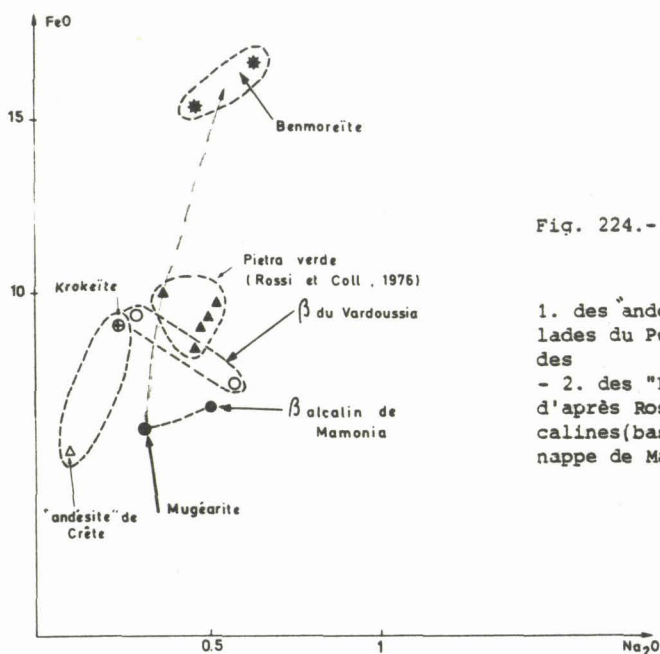 FeO
15
Benmoreïte
Pietra verde
(Rossi et Coll, 1976)
Krokeïte
10
β du Vardoussia
β alcalin de
Mamonia
"andésite" de
Crête
Mugéarite
0.5
1
Na₂O
Fig. 224.-
1. des "andé
lades du Pé
des
- 2. des "
d'après Ros
calines(bas
nappe de Ma